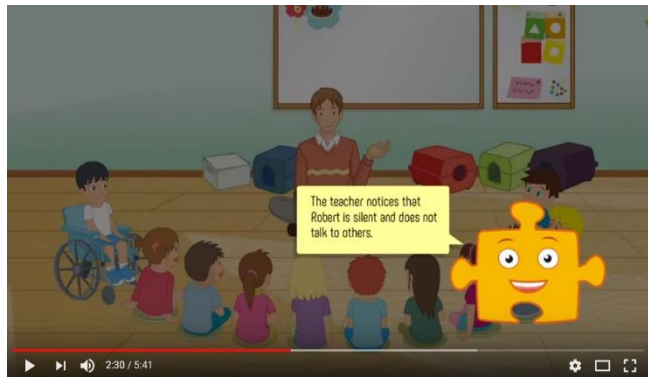 The teacher notices that
Robert is silent and does not
talk to others.
2:30 / 5:41